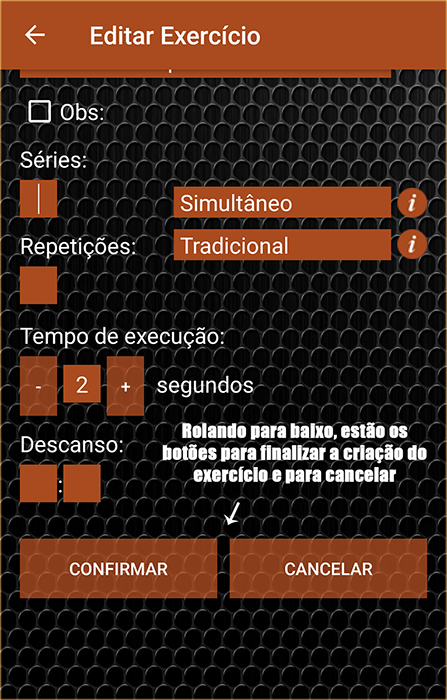 Editar Exercício
Obs:
Séries:
Simultâneo i
Repetições:
Tradicional i
Tempo de execução:
- 2 + segundos
Descanso:
:
Rolando para baixo, estão os
botões para finalizar a criação do
exercício e para cancelar
CONFIRMAR
CANCELAR